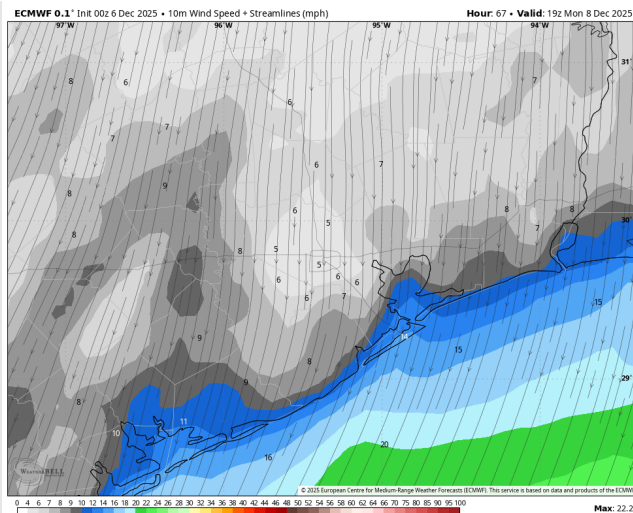 ECMWF 0.1° Init 00z 6 Dec 2025 • 10m Wind Speed + Streamlines (mph)
Hour: 67 • Valid: 19z Mon 8 Dec 2025
97°W 96°W 95°W 94°W
31°
8 6 7
6
7 7
6 7
9
8 6 8 8
5 7 30°
8
8 5
5
6 6 6
6 7
15
14
9 15
8
9 29°
8
11
10
20
16
WeatherBELL
© 2025 European Centre for Medium-Range Weather Forecasts (ECMWF). This service is based on data and products of the ECMWF
0 4 6 7 8 9 10 12 14 16 18 20 22 24 26 28 30 32 34 36 38 40 42 44 46 48 50 52 54 56 58 60 62 64 66 68 70 75 80 85 90 95 100
Max: 22.2